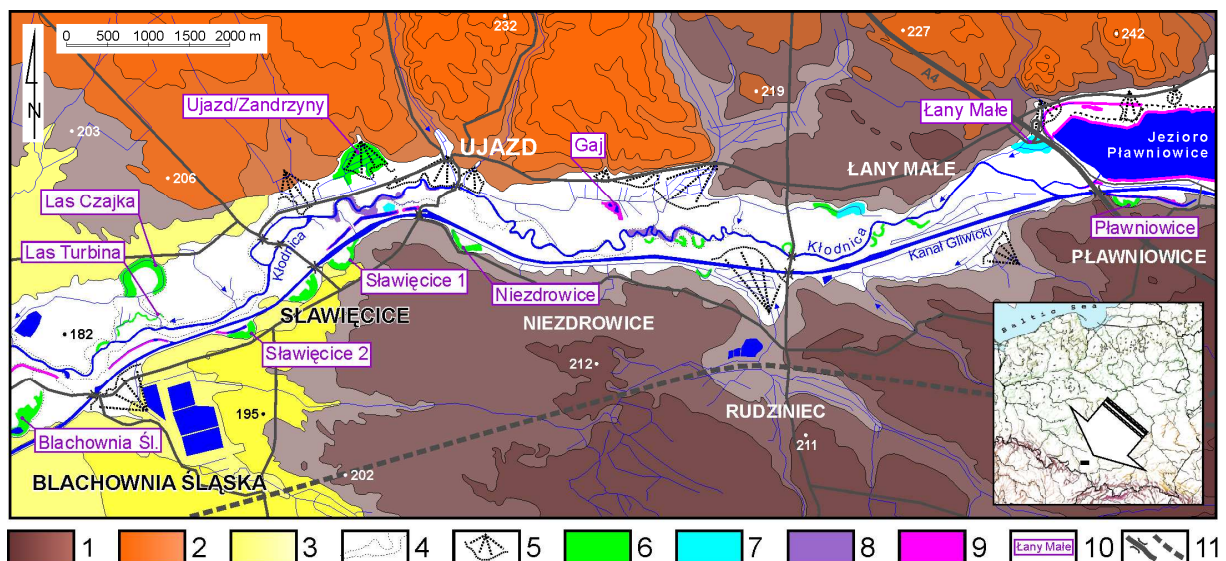 0 500 1000 1500 2000 m
N
232
227
242
A4
Ujazd/Zandrzyny
219
Łany Małe
203
UJAZD
Gaj
Jezioro
Pławniowice
ŁANY MAŁE
206
Las Czajka
Kłodnica
Kłodnica
Kanał Gliwicki
Pławniowice
Las Turbina
Sławięcice 1
PŁAWNIOWICE
Niezdrowice
SŁAWIĘCICE
NIEZDROWICE
182
Sławięcice 2
212
Baltic Sea
195
RUDZINIEC
Blachownia Śl.
211
BLACHOWNIA ŚLĄSKA
202
1 2 3 4 5 6 7 8 9 Łany Małe 10 11